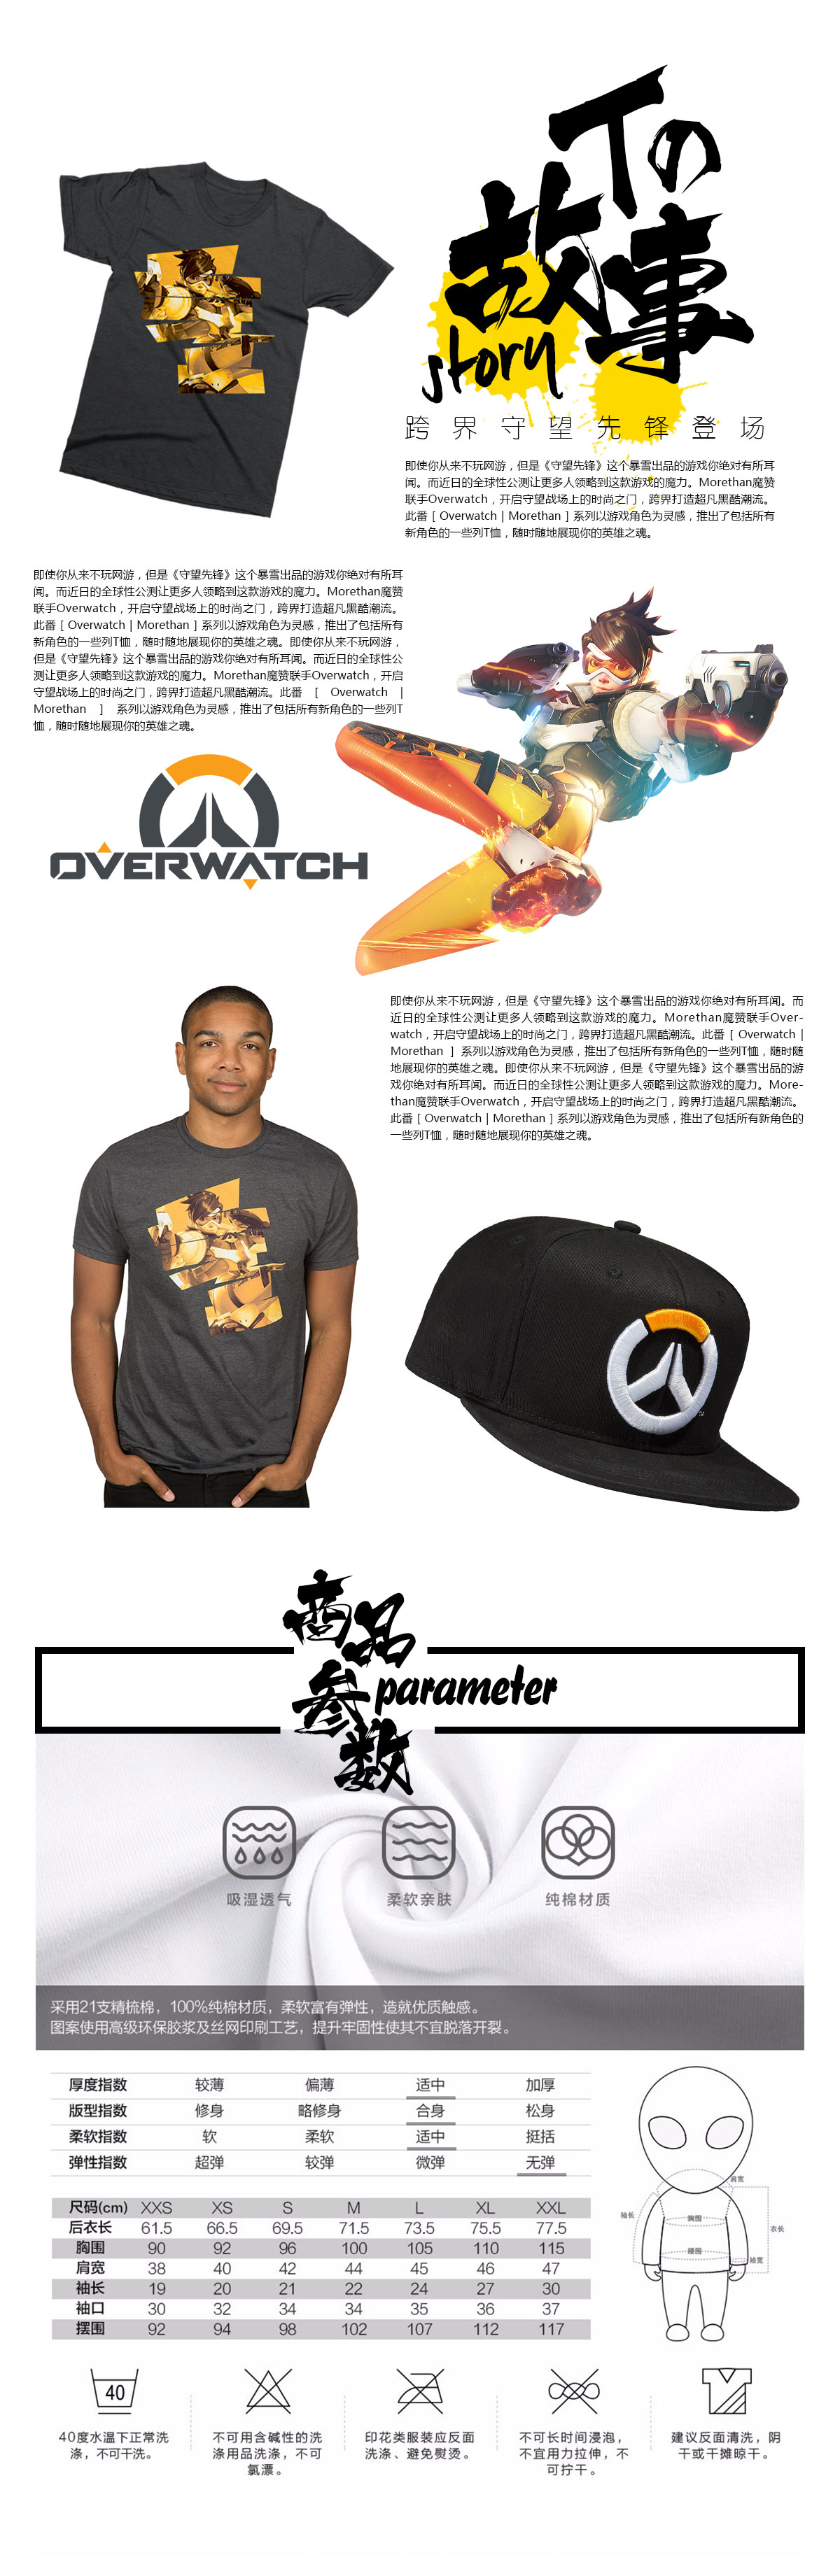 Tの
故事
story
跨界守望先锋登场
即使你从来不玩网游，但是《守望先锋》这个暴雪出品的游戏你绝对有所耳
闻。而近日的全球性公测让更多人领略到这款游戏的魔力。Morethan魔赞
联手Overwatch，开启守望战场上的时尚之门，跨界打造超凡黑酷潮流。
此番 [ Overwatch | Morethan ] 系列以游戏角色为灵感，推出了包括所有
新角色的一些列T恤，随时随地展现你的英雄之魂。
即使你从来不玩网游，但是《守望先锋》这个暴雪出品的游戏你绝对有所耳
闻。而近日的全球性公测让更多人领略到这款游戏的魔力。Morethan魔赞
联手Overwatch，开启守望战场上的时尚之门，跨界打造超凡黑酷潮流。
此番 [ Overwatch | Morethan ] 系列以游戏角色为灵感，推出了包括所有
新角色的一些列T恤，随时随地展现你的英雄之魂。即使你从来不玩网游，
但是《守望先锋》这个暴雪出品的游戏你绝对有所耳闻。而近日的全球性公
测让更多人领略到这款游戏的魔力。Morethan魔赞联手Overwatch，开启
守望战场上的时尚之门，跨界打造超凡黑酷潮流。此番 [ Overwatch |
Morethan ] 系列以游戏角色为灵感，推出了包括所有新角色的一些列T
恤，随时随地展现你的英雄之魂。
OVERWATCH
即使你从来不玩网游，但是《守望先锋》这个暴雪出品的游戏你绝对有所耳闻。而
近日的全球性公测让更多人领略到这款游戏的魔力。Morethan魔赞联手Over-
watch，开启守望战场上的时尚之门，跨界打造超凡黑酷潮流。此番 [ Overwatch |
Morethan ] 系列以游戏角色为灵感，推出了包括所有新角色的一些列T恤，随时随
地展现你的英雄之魂。即使你从来不玩网游，但是《守望先锋》这个暴雪出品的游
戏你绝对有所耳闻。而近日的全球性公测让更多人领略到这款游戏的魔力。More-
than魔赞联手Overwatch，开启守望战场上的时尚之门，跨界打造超凡黑酷潮流。
此番 [ Overwatch | Morethan ] 系列以游戏角色为灵感，推出了包括所有新角色的
一些列T恤，随时随地展现你的英雄之魂。
商品
参数 parameter
吸湿透气 柔软亲肤 纯棉材质
采用21支精梳棉，100%纯棉材质，柔软富有弹性，造就优质触感。
图案使用高级环保胶浆及丝网印刷工艺，提升牢固性使其不宜脱落开裂。
厚度指数 较薄 偏薄 适中 加厚
版型指数 修身 略修身 合身 松身
柔软指数 软 柔软 适中 挺括
弹性指数 超弹 较弹 微弹 无弹
尺码(cm) XXS XS S M L XL XXL
后衣长 61.5 66.5 69.5 71.5 73.5 75.5 77.5
胸围 90 92 96 100 105 110 115
肩宽 38 40 42 44 45 46 47
袖长 19 20 21 22 24 27 30
袖口 30 32 34 34 35 36 37
摆围 92 94 98 102 107 112 117
肩宽
袖长
胸围
衣长
腰围
袖宽
40
40度水温下正常洗
涤，不可干洗。
不可用含碱性的洗
涤用品洗涤，不可
氯漂。
印花类服装应反面
洗涤、避免熨烫。
不可长时间浸泡，
不宜用力拉伸，不
可拧干。
建议反面清洗，阴
干或干摊晾干。